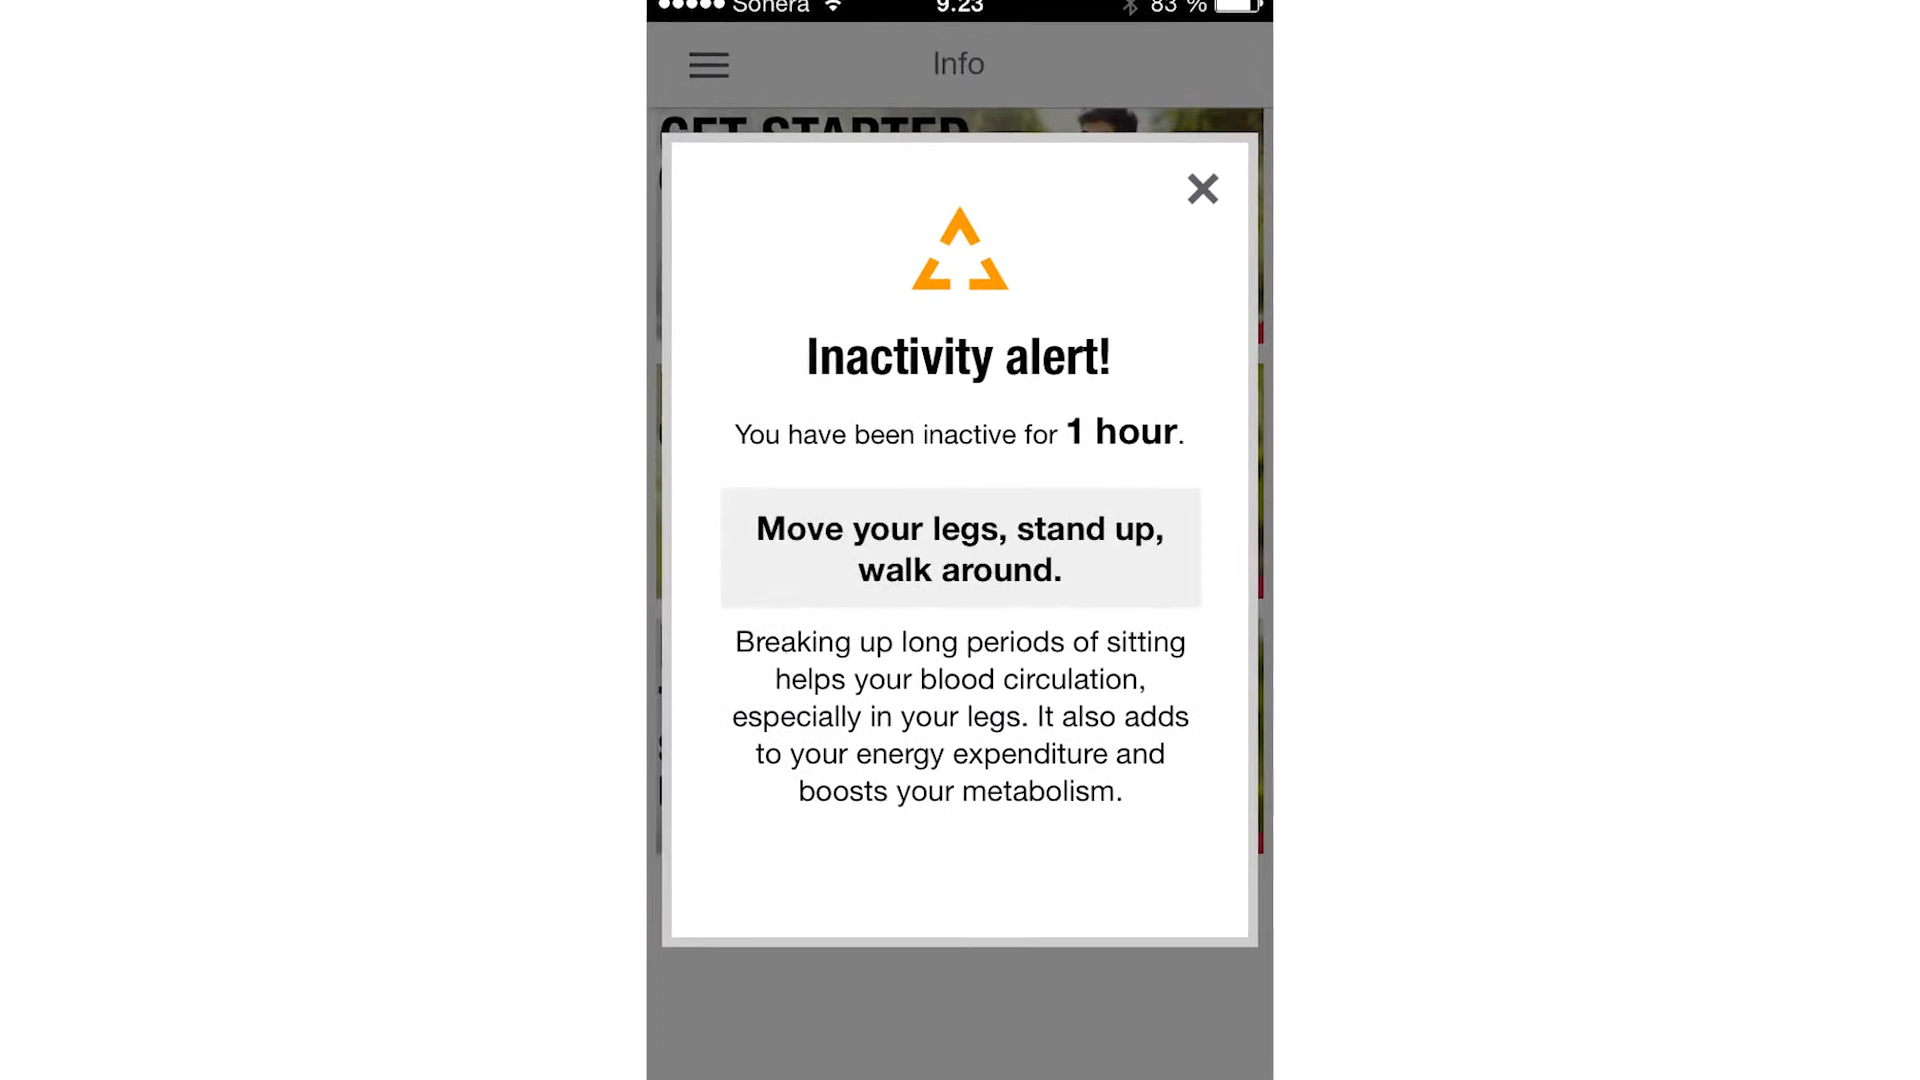 Sonera 9.23 83 %
Info
GET STARTED
Inactivity alert!
You have been inactive for 1 hour.
Move your legs, stand up,
walk around.
Breaking up long periods of sitting
helps your blood circulation,
especially in your legs. It also adds
to your energy expenditure and
boosts your metabolism.